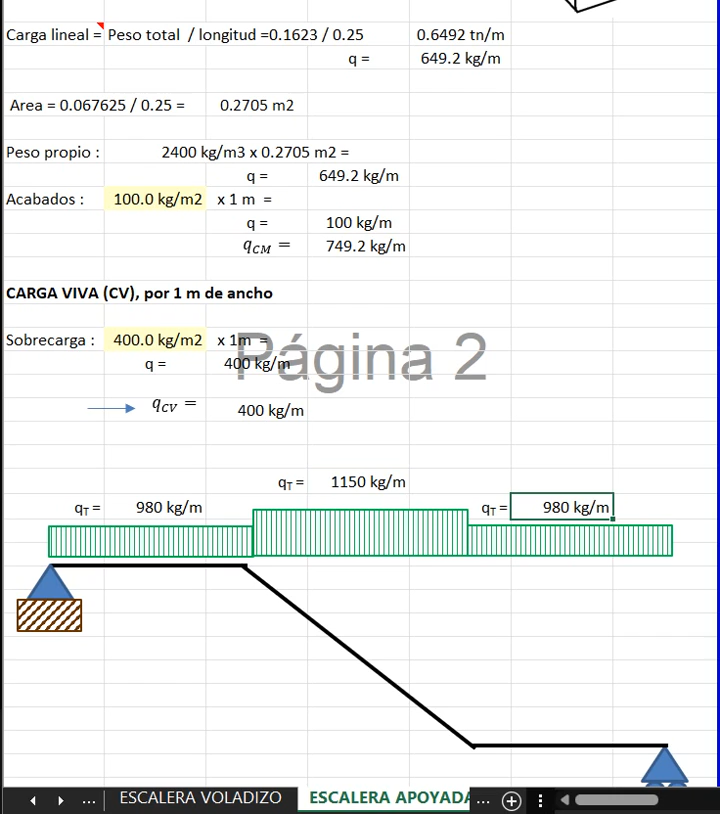 Carga lineal = Peso total / longitud =0.1623 / 0.25 0.6492 tn/m
q = 649.2 kg/m
Area = 0.067625 / 0.25 = 0.2705 m2
Peso propio : 2400 kg/m3 x 0.2705 m2 =
q = 649.2 kg/m
Acabados : 100.0 kg/m2 x 1 m =
q = 100 kg/m
qCM = 749.2 kg/m
CARGA VIVA (CV), por 1 m de ancho
Sobrecarga : 400.0 kg/m2 x 1m =
q = 400 kg/m
Página 2
qCV = 400 kg/m
qT = 1150 kg/m
qT = 980 kg/m qT = 980 kg/m
... ESCALERA VOLADIZO ESCALERA APOYADA ...